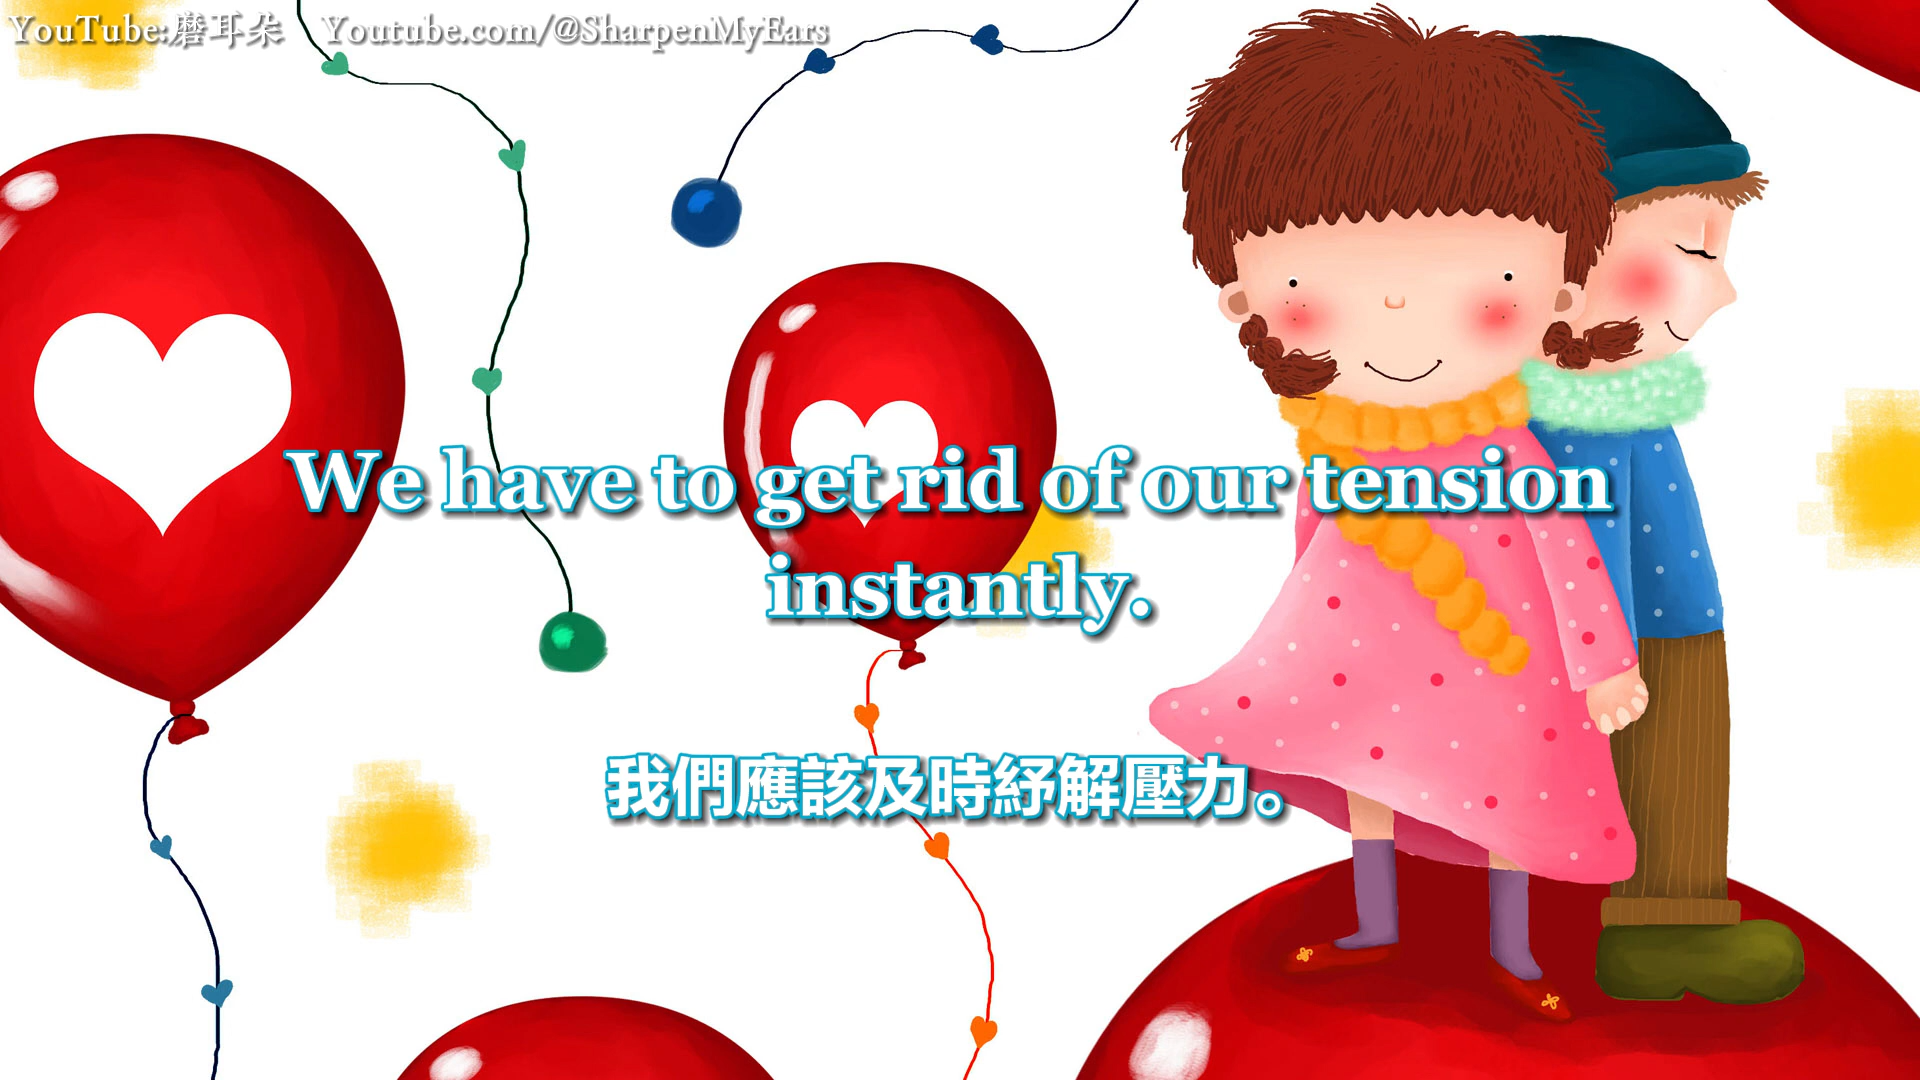 YouTube:磨耳朵 Youtube.com/@SharpenMyEars
We have to get rid of our tension
instantly.
我們應該及時紓解壓力。